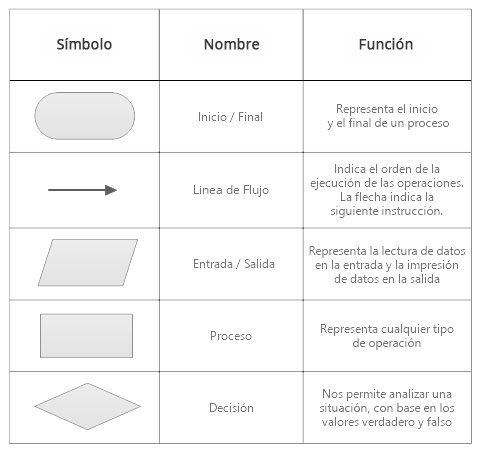 Símbolo Nombre Función
Inicio / Final
Representa el inicio
y el final de un proceso
Linea de Flujo
Indica el orden de la
ejecución de las operaciones.
La flecha indica la
siguiente instrucción.
Entrada / Salida
Representa la lectura de datos
en la entrada y la impresión
de datos en la salida
Proceso
Representa cualquier tipo
de operación
Decisión
Nos permite analizar una
situación, con base en los
valores verdadero y falso